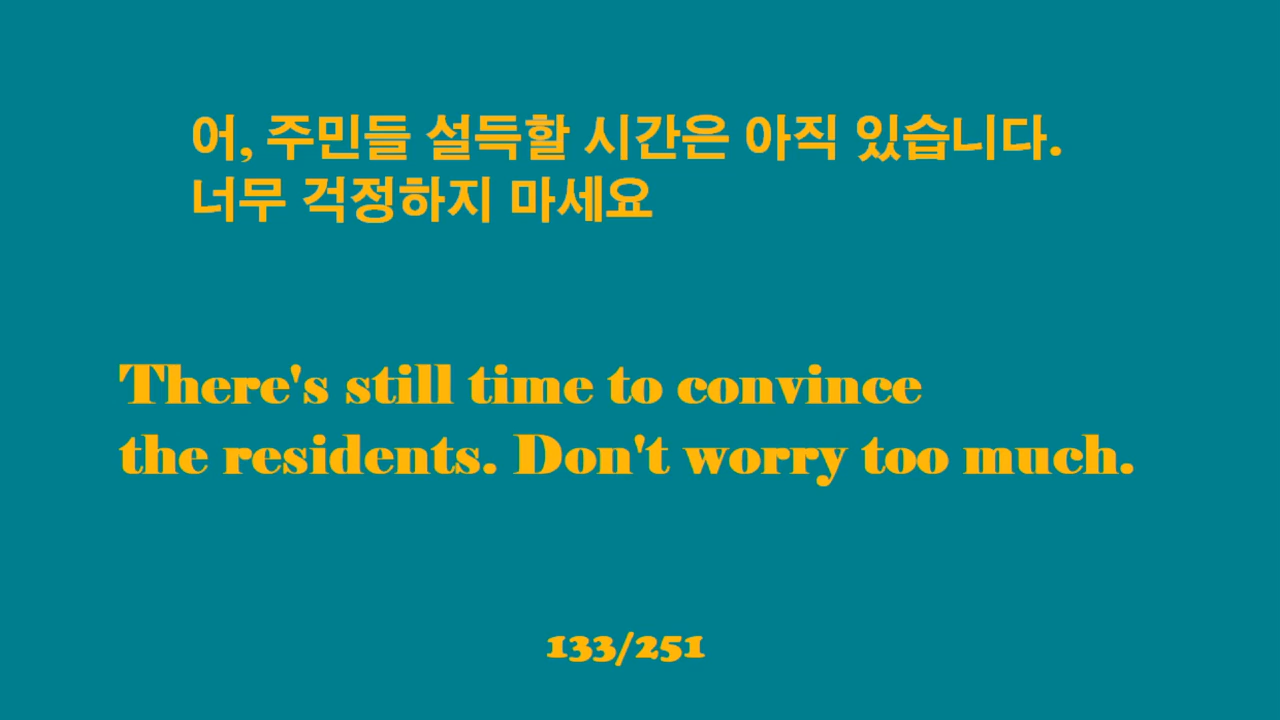 어, 주민들 설득할 시간은 아직 있습니다.
너무 걱정하지 마세요
There's still time to convince
the residents. Don't worry too much.
133/251